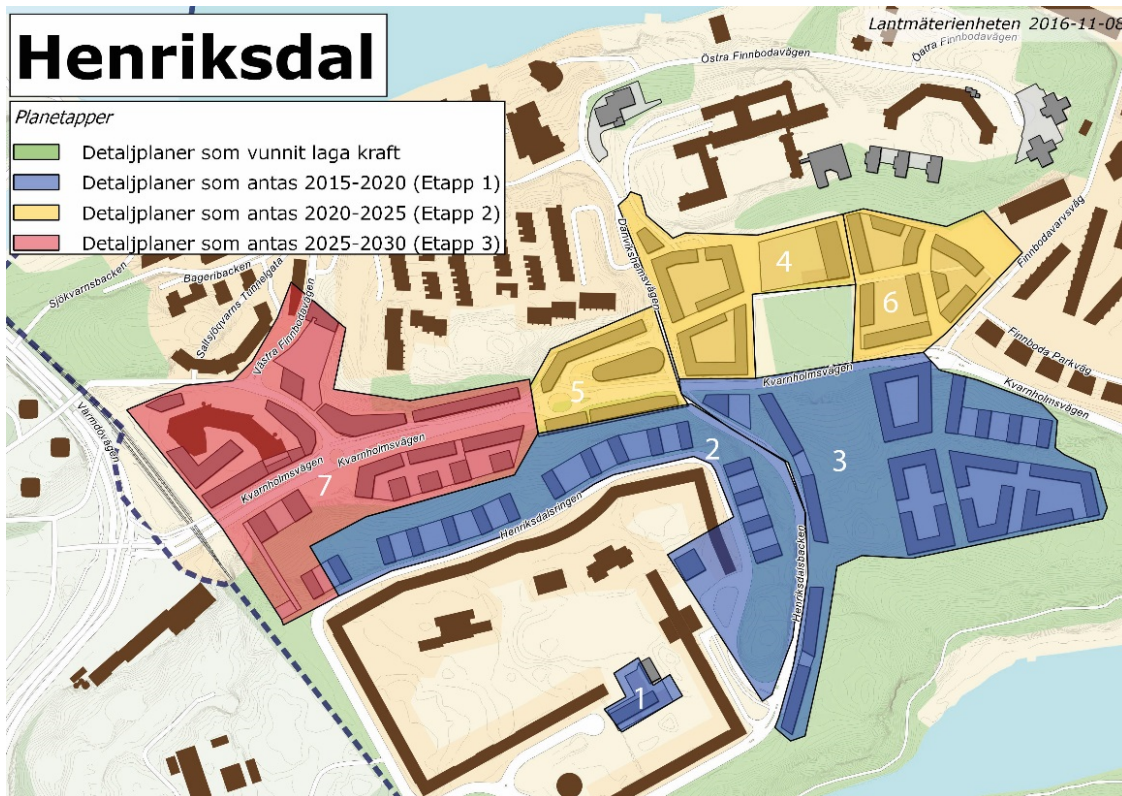 Henriksdal
Lantmäterienheten 2016-11-08
Planetapper
Detaljplaner som vunnit laga kraft
Detaljplaner som antas 2015-2020 (Etapp 1)
Detaljplaner som antas 2020-2025 (Etapp 2)
Detaljplaner som antas 2025-2030 (Etapp 3)
Östra Finnbodavägen
Östra Finnbodavägen
Danvikshemsvägen
Finnbodavarvsväg
Sjökvarnsbacken
Bageribacken
Saltsjöqvarns Tunnelgata
Västra Finnbodavägen
4
6
Finnboda Parkväg
Kvarnholmsvägen
Kvarnholmsvägen
5
Värmdövägen
Kvarnholmsvägen
Kvarnholmsvägen
2
3
7
Henriksdalsringen
Henriksdalsbacken
1